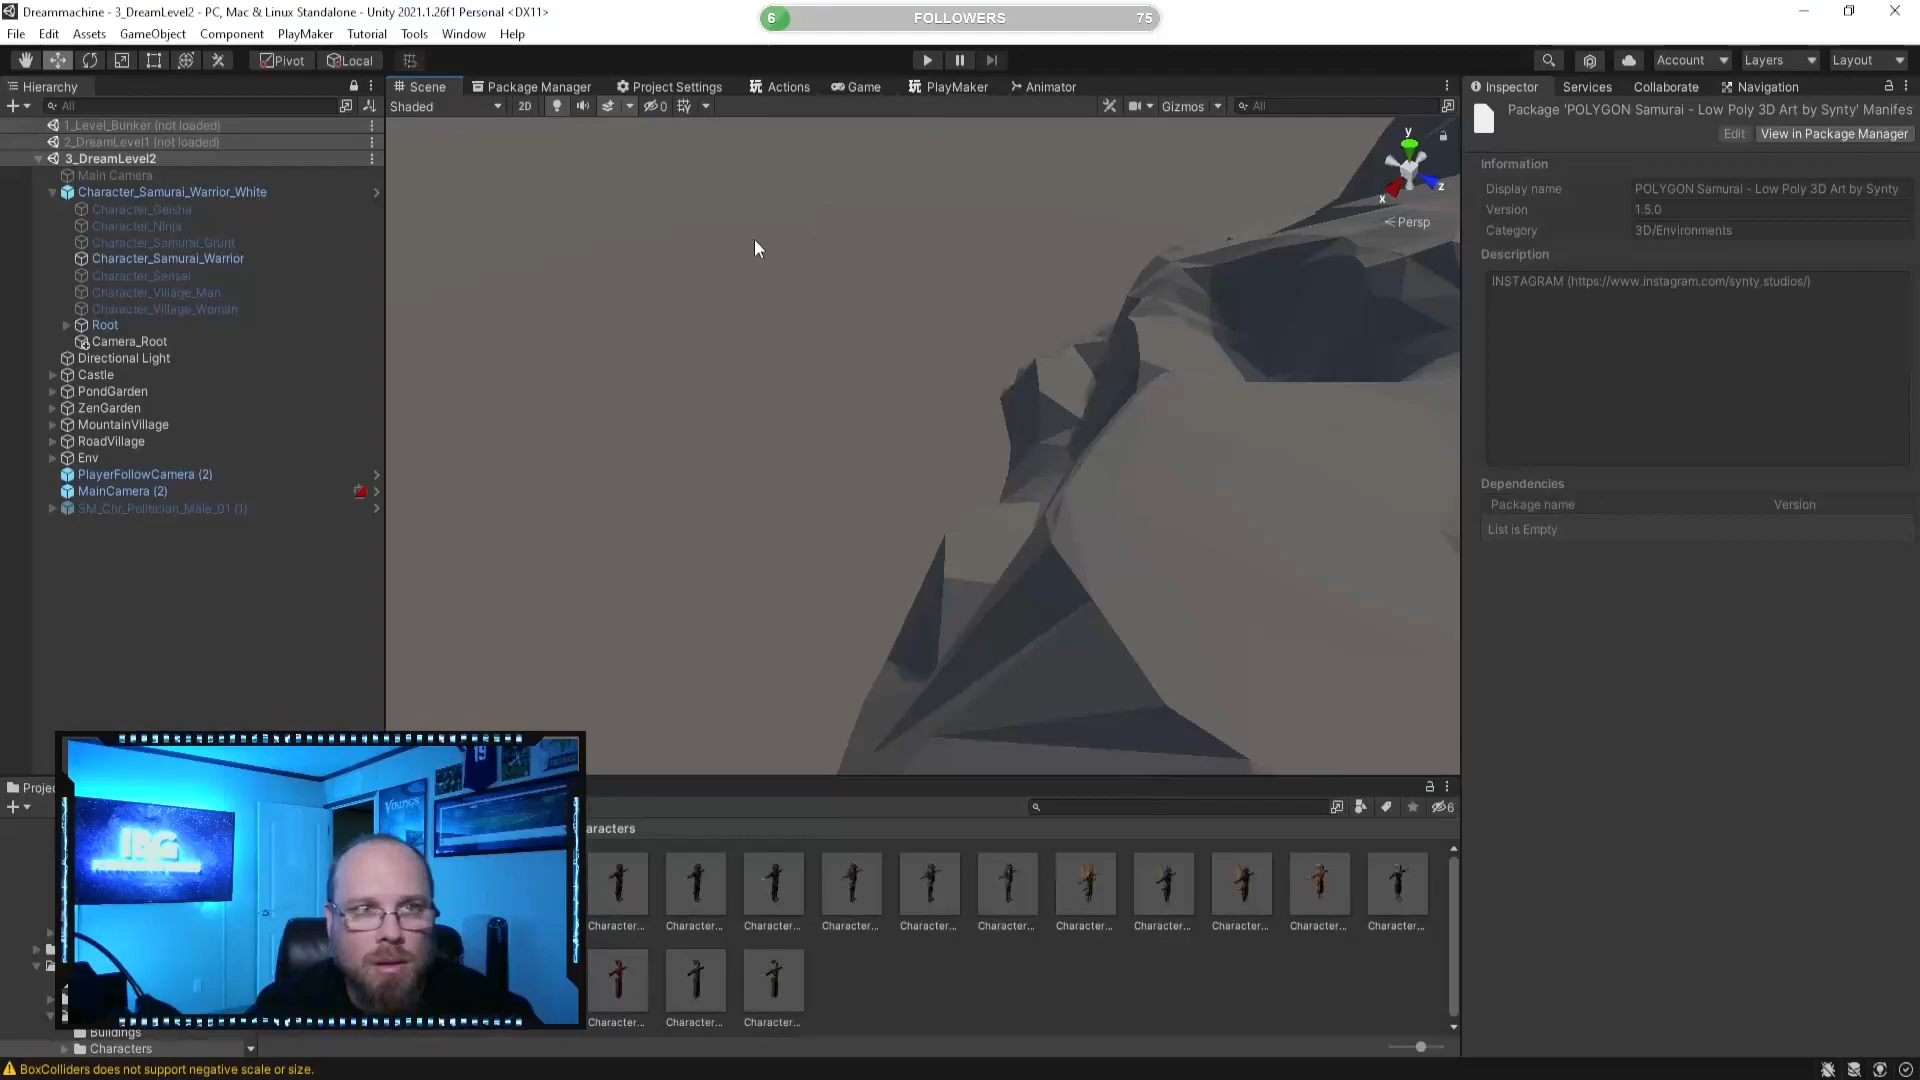 Dreammachine - 3_DreamLevel2 - PC, Mac & Linux Standalone - Unity 2021.1.26f1 Personal <DX11>
6 FOLLOWERS 75
File Edit Assets GameObject Component PlayMaker Tutorial Tools Window Help
Pivot Local
Account Layers Layout
Hierarchy
Scene Package Manager Project Settings Actions Game PlayMaker Animator
Inspector Services Collaborate Navigation
All
Shaded 2D 0 Gizmos All
Package 'POLYGON Samurai - Low Poly 3D Art by Synty' Manifes
Edit View in Package Manager
1_Level_Bunker (not loaded)
2_DreamLevel1 (not loaded)
3_DreamLevel2
Main Camera
Character_Samurai_Warrior_White
Character_Geisha
Character_Ninja
Character_Samurai_Grunt
Character_Samurai_Warrior
Character_Sensei
Character_Village_Man
Character_Village_Woman
Root
Camera_Root
Directional Light
Castle
PondGarden
ZenGarden
MountainVillage
RoadVillage
Env
PlayerFollowCamera (2)
MainCamera (2)
SM_Chr_Politician_Male_01 (1)
y
z
x
Persp
Information
Display name POLYGON Samurai - Low Poly 3D Art by Synty
Version 1.5.0
Category 3D/Environments
Description
INSTAGRAM (https://www.instagram.com/synty.studios/)
Dependencies
Package name Version
List is Empty
Projec
6
aracters
Character... Character... Character... Character... Character... Character... Character... Character... Character... Character... Character...
Character... Character... Character...
19
VIKINGS
IBG
Buildings
Characters
BoxColliders does not support negative scale or size.